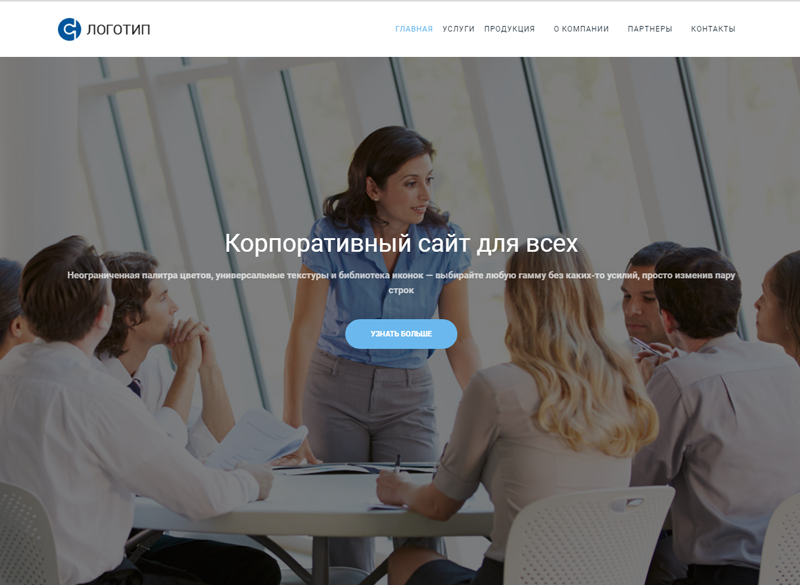 ЛОГОТИП
ГЛАВНАЯ УСЛУГИ ПРОДУКЦИЯ О КОМПАНИИ ПАРТНЕРЫ КОНТАКТЫ
Корпоративный сайт для всех
Неограниченная палитра цветов, универсальные текстуры и библиотека иконок — выбирайте любую гамму без каких-то усилий, просто изменив пару
строк
УЗНАТЬ БОЛЬШЕ